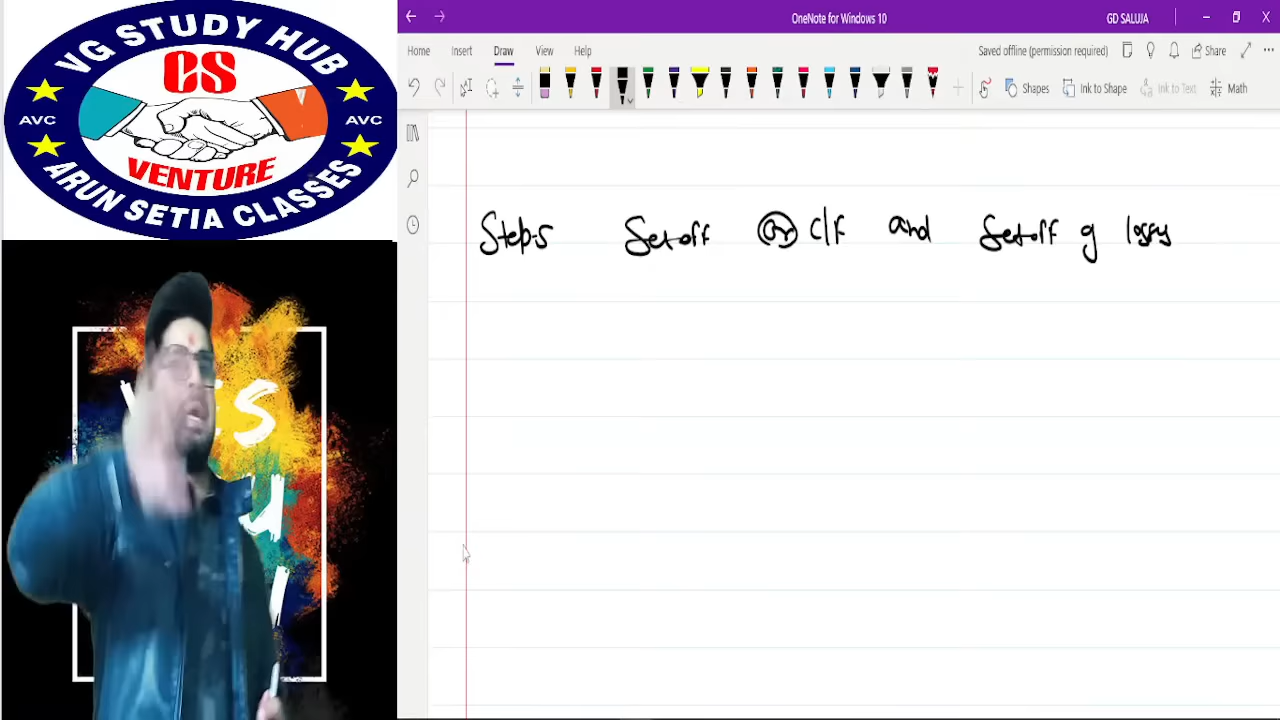 VG STUDY HUB
CS
AVC
AVC
VENTURE
ARUN SETIA CLASSES
OneNote for Windows 10
GD SALUJA
Home
Insert
Draw
View
Help
Saved offline (permission required)
Share
Shapes
Ink to Shape
Ink to Text
Math
Steps Setoff or C/F and Setoff of losses
YES